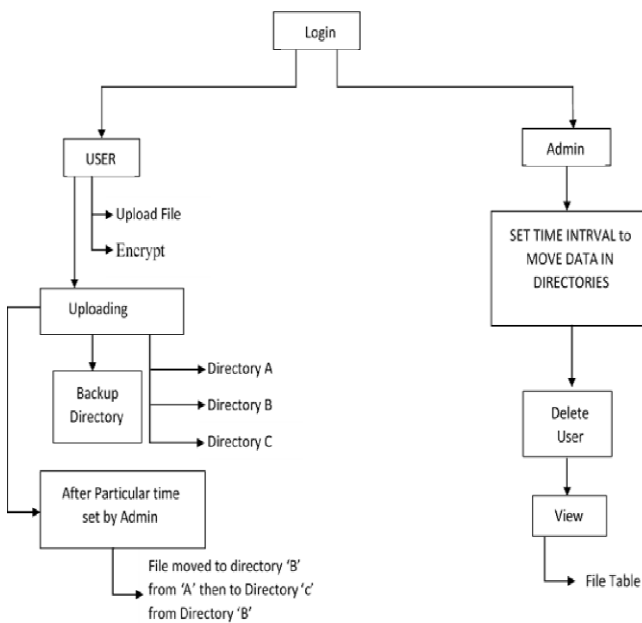 Login
USER
Upload File
Encrypt
Uploading
Backup
Directory
Directory A
Directory B
Directory C
After Particular time
set by Admin
File moved to directory ‘B’
from ‘A’ then to Directory ‘c’
from Directory ‘B’
Admin
SET TIME INTRVAL to
MOVE DATA IN
DIRECTORIES
Delete
User
View
File Table